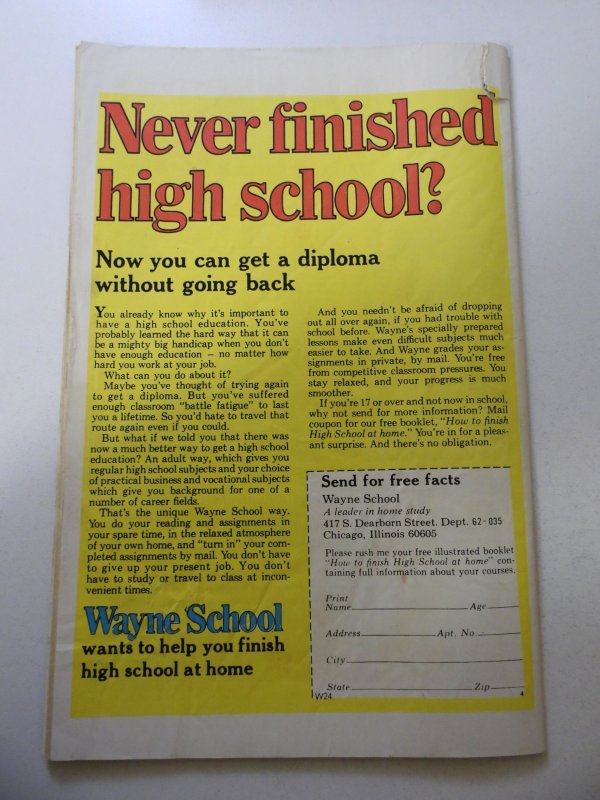 Never finished
high school?
Now you can get a diploma
without going back
You already know why it's important to
have a high school education. You've
probably learned the hard way that it can
be a mighty big handicap when you don't
have enough education – no matter how
hard you work at your job.
What can you do about it?
Maybe you've thought of trying again
to get a diploma. But you've suffered
enough classroom "battle fatigue" to last
you a lifetime. So you'd hate to travel that
route again even if you could.
But what if we told you that there was
now a much better way to get a high school
education? An adult way, which gives you
regular high school subjects and your choice
of practical business and vocational subjects
which give you background for one of a
number of career fields.
That's the unique Wayne School way.
You do your reading and assignments in
your spare time, in the relaxed atmosphere
of your own home, and "turn in" your com-
pleted assignments by mail. You don't have
to give up your present job. You don't
have to study or travel to class at incon-
venient times.
Wayne School
wants to help you finish
high school at home
And you needn't be afraid of dropping
out all over again, if you had trouble with
school before. Wayne's specially prepared
lessons make even difficult subjects much
easier to take. And Wayne grades your as-
signments in private, by mail. You're free
from competitive classroom pressures. You
stay relaxed, and your progress is much
smoother.
If you're 17 or over and not now in school,
why not send for more information? Mail
coupon for our free booklet, "How to finish
High School at home." You're in for a pleas-
ant surprise. And there's no obligation.
Send for free facts
Wayne School
A leader in home study
417 S. Dearborn Street. Dept. 62-035
Chicago, Illinois 60605
Please rush me your free illustrated booklet
"How to finish High School at home" con-
taining full information about your courses.
Print
Name Age
Address Apt. No.
City
State Zip
W24 4